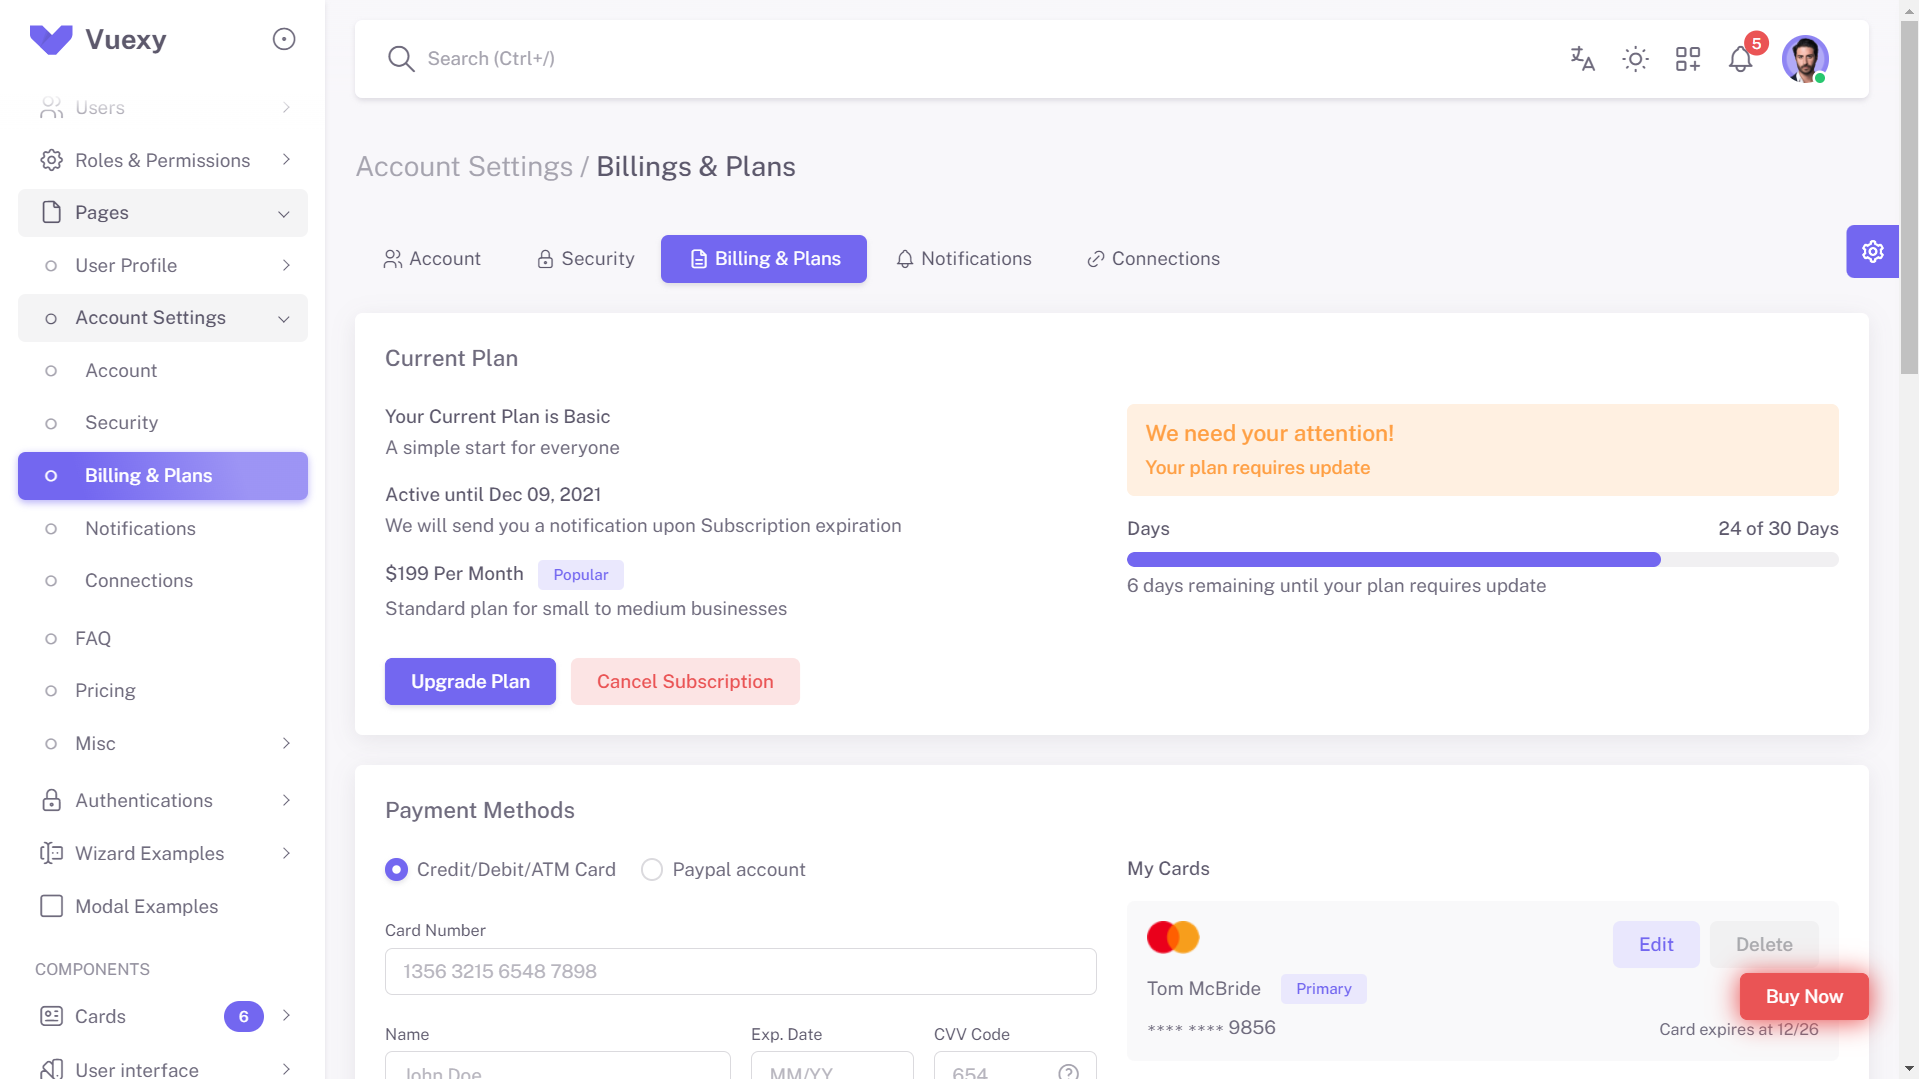 Vuexy
Users
Roles & Permissions
Pages
User Profile
Account Settings
Account
Security
Billing & Plans
Notifications
Connections
FAQ
Pricing
Misc
Authentications
Wizard Examples
Modal Examples
COMPONENTS
Cards 6
User interface
Search (Ctrl+/)
5
Account Settings / Billings & Plans
Account Security Billing & Plans Notifications Connections
Current Plan
Your Current Plan is Basic
A simple start for everyone
Active until Dec 09, 2021
We will send you a notification upon Subscription expiration
$199 Per Month Popular
Standard plan for small to medium businesses
Upgrade Plan Cancel Subscription
We need your attention!
Your plan requires update
Days 24 of 30 Days
6 days remaining until your plan requires update
Payment Methods
Credit/Debit/ATM Card Paypal account
Card Number
1356 3215 6548 7898
Name Exp. Date CVV Code
John Doe MM/YY 654
My Cards
Edit Delete
Tom McBride Primary
**** **** 9856
Buy Now
Card expires at 12/26